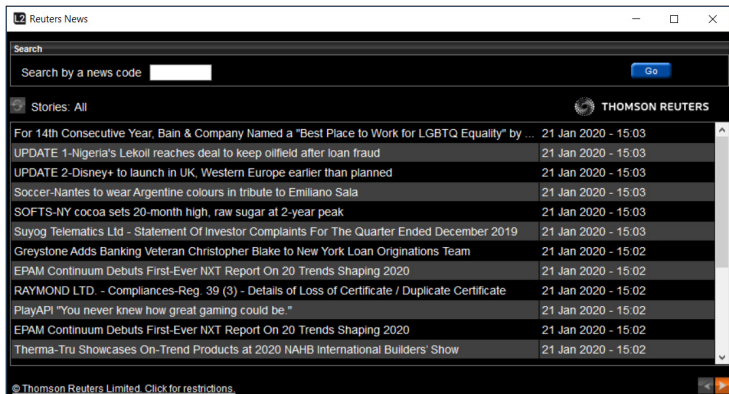 L2 Reuters News
Search
Search by a news code
Go
Stories: All
THOMSON REUTERS
For 14th Consecutive Year, Bain & Company Named a "Best Place to Work for LGBTQ Equality" by ... 21 Jan 2020 - 15:03
UPDATE 1-Nigeria's Lekoil reaches deal to keep oilfield after loan fraud 21 Jan 2020 - 15:03
UPDATE 2-Disney+ to launch in UK, Western Europe earlier than planned 21 Jan 2020 - 15:03
Soccer-Nantes to wear Argentine colours in tribute to Emiliano Sala 21 Jan 2020 - 15:03
SOFTS-NY cocoa sets 20-month high, raw sugar at 2-year peak 21 Jan 2020 - 15:03
Suyog Telematics Ltd - Statement Of Investor Complaints For The Quarter Ended December 2019 21 Jan 2020 - 15:03
Greystone Adds Banking Veteran Christopher Blake to New York Loan Originations Team 21 Jan 2020 - 15:02
EPAM Continuum Debuts First-Ever NXT Report On 20 Trends Shaping 2020 21 Jan 2020 - 15:02
RAYMOND LTD. - Compliances-Reg. 39 (3) - Details of Loss of Certificate / Duplicate Certificate 21 Jan 2020 - 15:02
PlayAPI "You never knew how great gaming could be." 21 Jan 2020 - 15:02
EPAM Continuum Debuts First-Ever NXT Report On 20 Trends Shaping 2020 21 Jan 2020 - 15:02
Therma-Tru Showcases On-Trend Products at 2020 NAHB International Builders' Show 21 Jan 2020 - 15:02
© Thomson Reuters Limited. Click for restrictions.